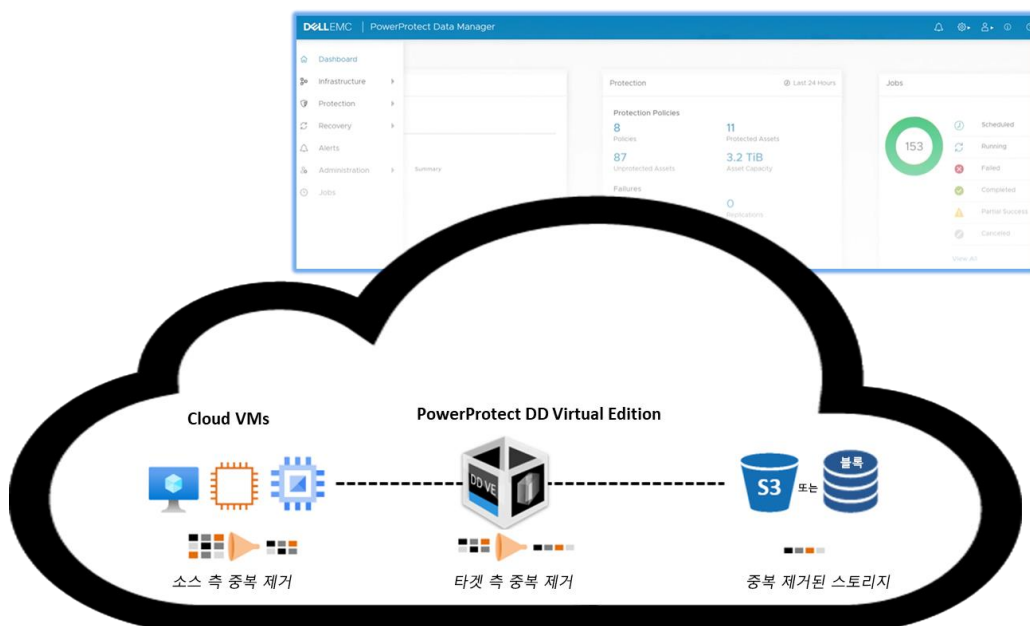 DELLEMC | PowerProtect Data Manager
Dashboard
Infrastructure
Protection
Recovery
Alerts
Administration
Jobs
Summary
Protection
Last 24 Hours
Protection Policies
8
Policies
11
Protected Assets
87
Unprotected Assets
3.2 TiB
Asset Capacity
Failures
0
Replications
Jobs
153
Scheduled
Running
Failed
Completed
Partial Success
Canceled
View All
Cloud VMs
PowerProtect DD Virtual Edition
DD VE
S3
또는
블록
소스 측 중복 제거
타겟 측 중복 제거
중복 제거된 스토리지